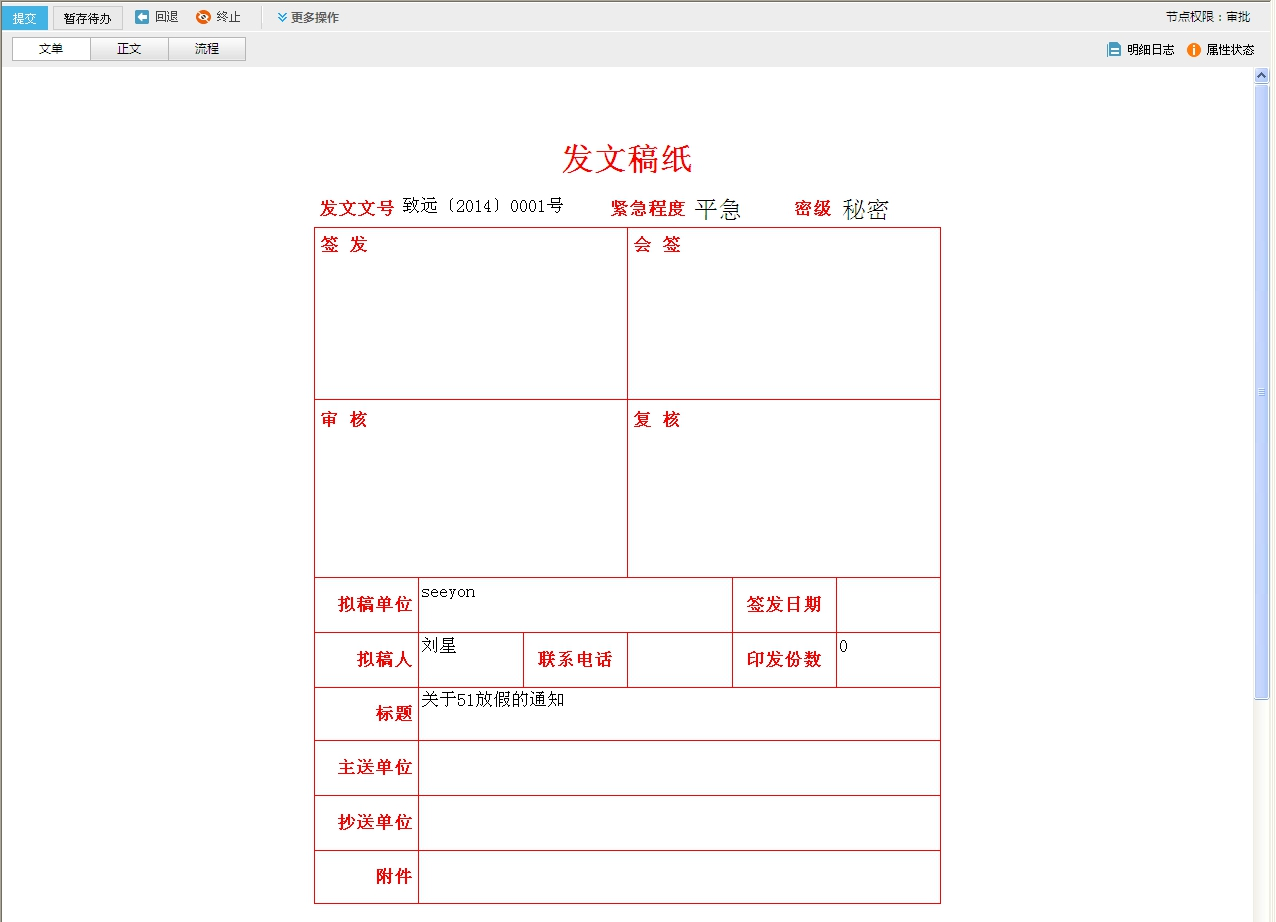 提交 暂存待办 回退 终止 更多操作 节点权限：审批
文单 正文 流程 明细日志 属性状态
发文稿纸
发文文号 致远〔2014〕0001号 紧急程度 平急 密级 秘密
签 发 会 签
审 核 复 核
拟稿单位 seeyon 签发日期
拟稿人 刘星 联系电话 印发份数 0
标题 关于51放假的通知
主送单位
抄送单位
附件